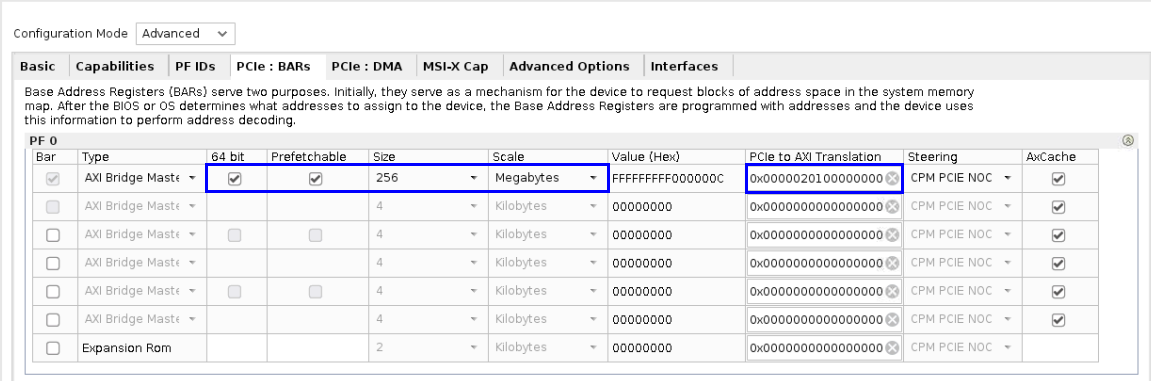 Configuration Mode Advanced
Basic Capabilities PF IDs PCIe : BARs PCIe : DMA MSI-X Cap Advanced Options Interfaces
Base Address Registers (BARs) serve two purposes. Initially, they serve as a mechanism for the device to request blocks of address space in the system memory
map. After the BIOS or OS determines what addresses to assign to the device, the Base Address Registers are programmed with addresses and the device uses
this information to perform address decoding.
PF 0
Bar Type 64 bit Prefetchable Size Scale Value (Hex) PCIe to AXI Translation Steering AxCache
AXI Bridge Maste 256 Megabytes FFFFFFFFF000000C 0x0000020100000000 CPM PCIE NOC
AXI Bridge Maste 4 Kilobytes 00000000 0x0000000000000000 CPM PCIE NOC
AXI Bridge Maste 4 Kilobytes 00000000 0x0000000000000000 CPM PCIE NOC
AXI Bridge Maste 4 Kilobytes 00000000 0x0000000000000000 CPM PCIE NOC
AXI Bridge Maste 4 Kilobytes 00000000 0x0000000000000000 CPM PCIE NOC
AXI Bridge Maste 4 Kilobytes 00000000 0x0000000000000000 CPM PCIE NOC
Expansion Rom 2 Kilobytes 00000000 0x0000000000000000 CPM PCIE NOC